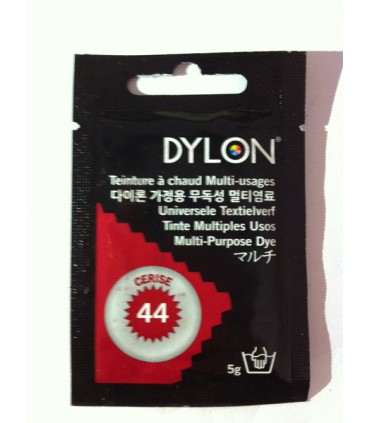 DYLON
Teinture à chaud Multi-usages
다이론 가정용 무독성 멀티염료
Universele Textielverf
Tinte Multiples Usos
Multi-Purpose Dye
マルチ
CERISE
44
5g